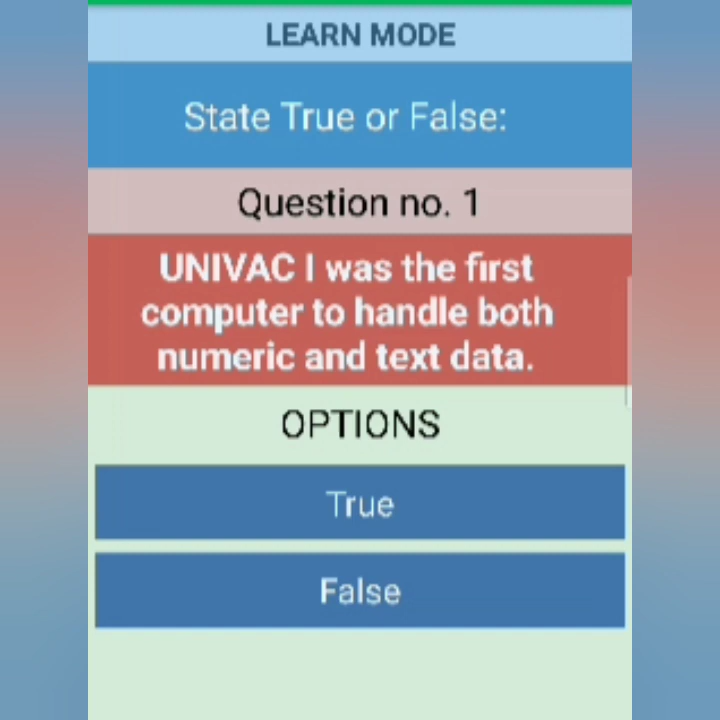 LEARN MODE
State True or False:
Question no. 1
UNIVAC I was the first
computer to handle both
numeric and text data.
OPTIONS
True
False